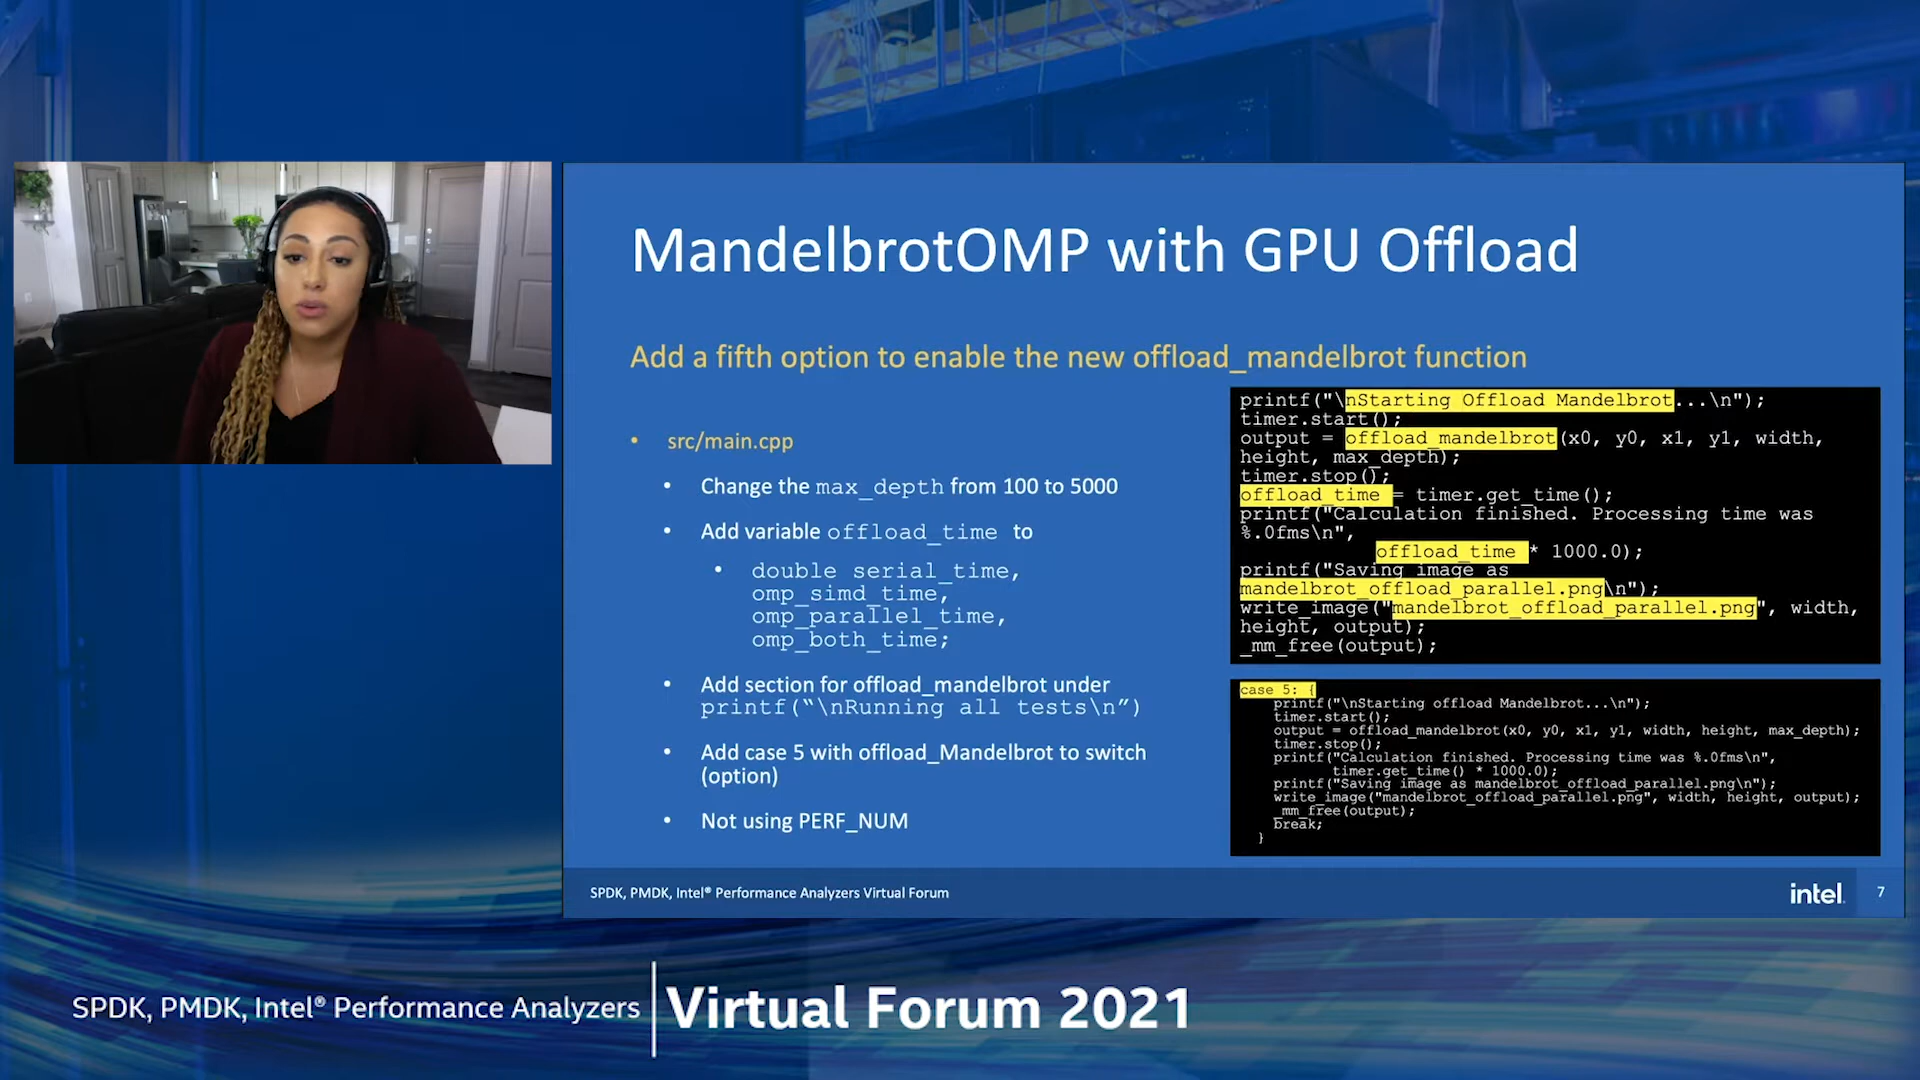 MandelbrotOMP with GPU Offload
Add a fifth option to enable the new offload_mandelbrot function
• src/main.cpp
• Change the max_depth from 100 to 5000
• Add variable offload_time to
• double serial_time,
omp_simd_time,
omp_parallel_time,
omp_both_time;
• Add section for offload_mandelbrot under
printf(“\nRunning all tests\n”)
• Add case 5 with offload_Mandelbrot to switch
(option)
• Not using PERF_NUM
printf("\nStarting Offload Mandelbrot...\n");
timer.start();
output = offload_mandelbrot(x0, y0, x1, y1, width,
height, max_depth);
timer.stop();
offload_time = timer.get_time();
printf("Calculation finished. Processing time was
%.0fms\n",
offload_time * 1000.0);
printf("Saving image as
mandelbrot_offload_parallel.png\n");
write_image("mandelbrot_offload_parallel.png", width,
height, output);
_mm_free(output);
case 5: {
printf("\nStarting offload Mandelbrot...\n");
timer.start();
output = offload_mandelbrot(x0, y0, x1, y1, width, height, max_depth);
timer.stop();
printf("Calculation finished. Processing time was %.0fms\n",
timer.get_time() * 1000.0);
printf("Saving image as mandelbrot_offload_parallel.png\n");
write_image("mandelbrot_offload_parallel.png", width, height, output);
_mm_free(output);
break;
}
SPDK, PMDK, Intel® Performance Analyzers Virtual Forum
intel.
7
SPDK, PMDK, Intel® Performance Analyzers
Virtual Forum 2021